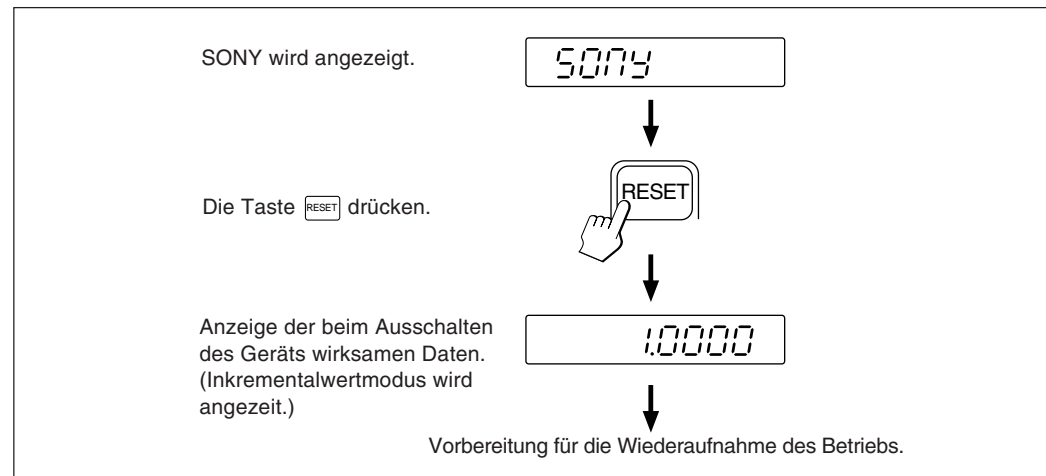 SONY wird angezeigt.
SONY
Die Taste RESET drücken.
RESET
Anzeige der beim Ausschalten
des Geräts wirksamen Daten.
(Inkrementalwertmodus wird
angezeit.)
1.0000
Vorbereitung für die Wiederaufnahme des Betriebs.